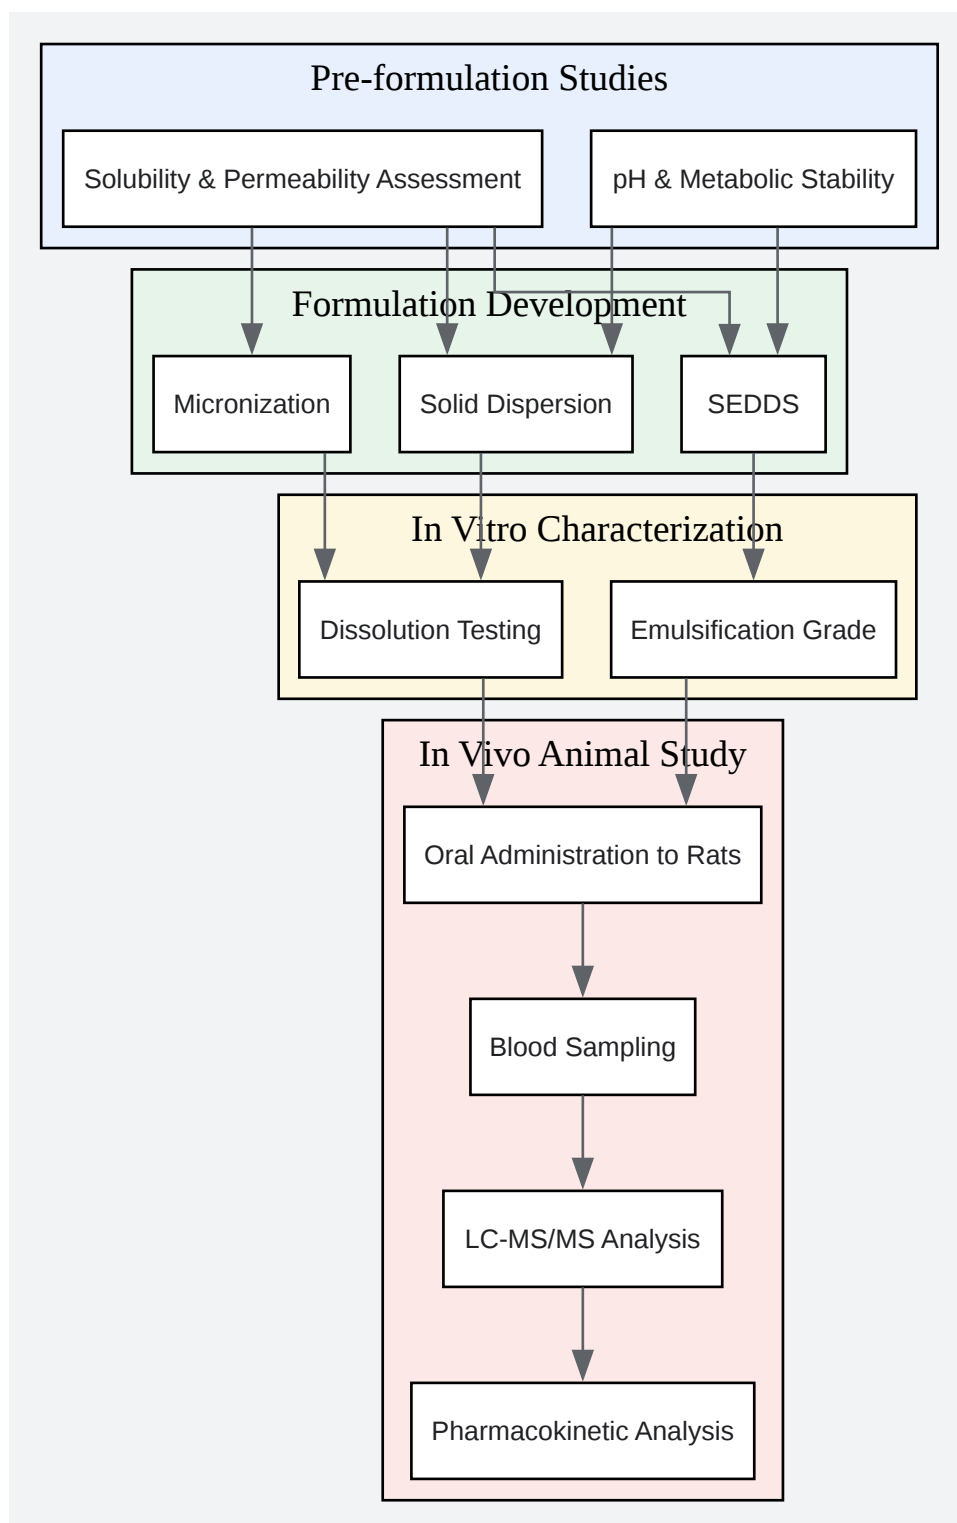 Pre-formulation Studies
Solubility & Permeability Assessment
pH & Metabolic Stability
Formulation Development
Micronization
Solid Dispersion
SEDDS
In Vitro Characterization
Dissolution Testing
Emulsification Grade
In Vivo Animal Study
Oral Administration to Rats
Blood Sampling
LC-MS/MS Analysis
Pharmacokinetic Analysis